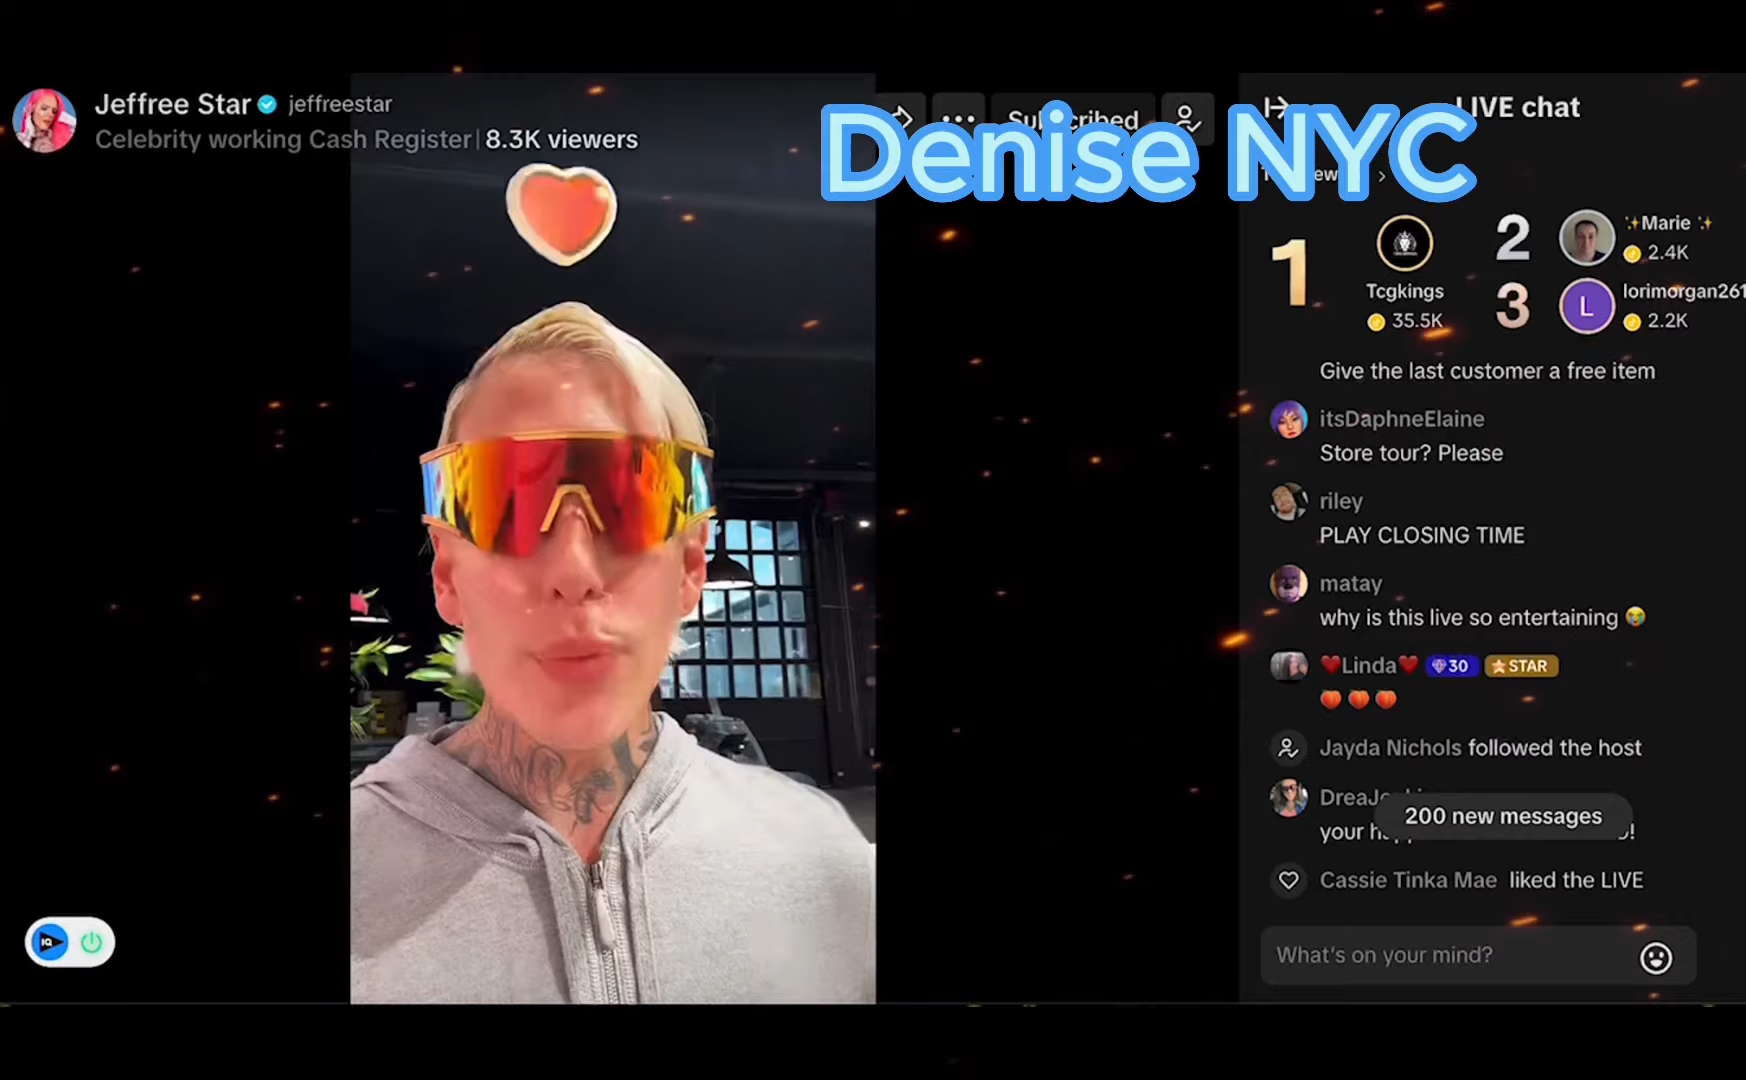 Jeffree Star jeffreestar
Celebrity working Cash Register | 8.3K viewers
Subscribed
Denise NYC
LIVE chat
1
Tcgkings
35.5K
2
✨Marie ✨
2.4K
3
L
lorimorgan261
2.2K
Give the last customer a free item
itsDaphneElaine
Store tour? Please
riley
PLAY CLOSING TIME
matay
why is this live so entertaining 😭
❤️Linda❤️ 30 STAR
🍑 🍑 🍑
Jayda Nichols followed the host
200 new messages
your
Cassie Tinka Mae liked the LIVE
IQ
What's on your mind?